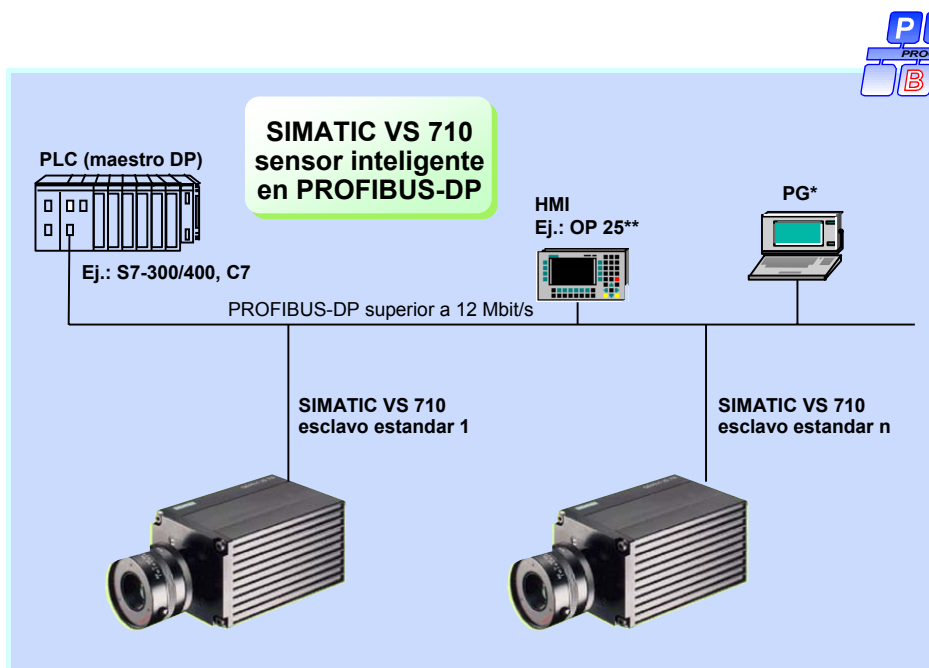 P
B
SIMATIC VS 710
sensor inteligente
en PROFIBUS-DP
PLC (maestro DP)
Ej.: S7-300/400, C7
HMI
Ej.: OP 25**
PG*
PROFIBUS-DP superior a 12 Mbit/s
SIMATIC VS 710
esclavo estandar 1
SIMATIC VS 710
esclavo estandar n